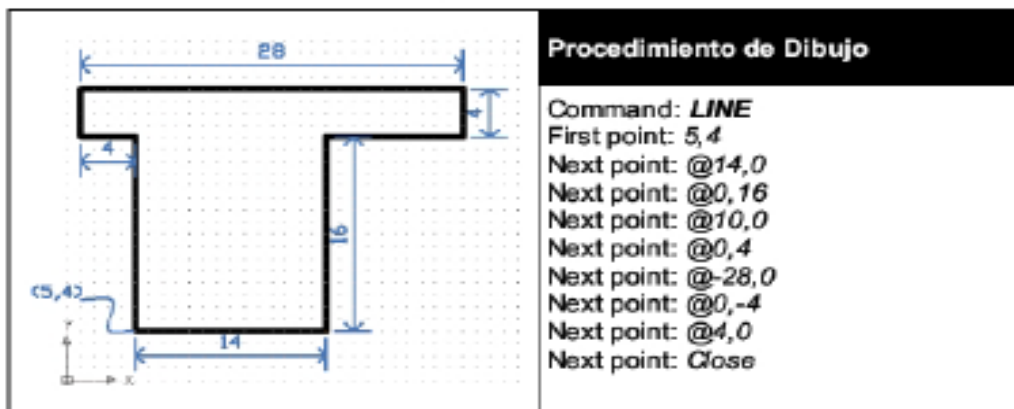 28
4
4
16
(5,4)
14
Y
X
Procedimiento de Dibujo
Command: LINE
First point: 5,4
Next point: @14,0
Next point: @0,16
Next point: @10,0
Next point: @0,4
Next point: @-28,0
Next point: @0,-4
Next point: @4,0
Next point: Close